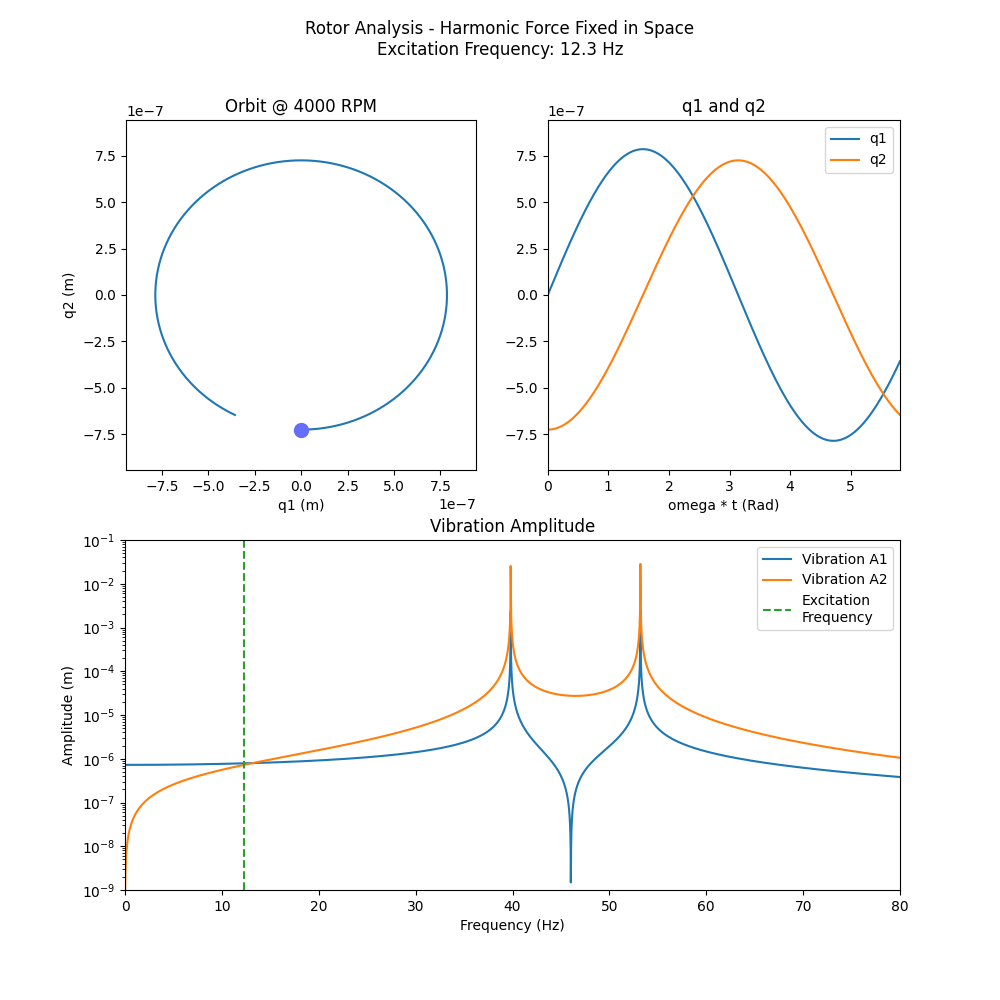 Rotor Analysis - Harmonic Force Fixed in Space
Excitation Frequency: 12.3 Hz
Orbit @ 4000 RPM
1e−7
7.5
5.0
2.5
0.0
−2.5
−5.0
−7.5
q2 (m)
−7.5 −5.0 −2.5 0.0 2.5 5.0 7.5
1e−7
q1 (m)
q1 and q2
1e−7
q1
q2
7.5
5.0
2.5
0.0
−2.5
−5.0
−7.5
0 1 2 3 4 5
omega * t (Rad)
Vibration Amplitude
Vibration A1
Vibration A2
Excitation
Frequency
10⁻¹
10⁻²
10⁻³
10⁻⁴
10⁻⁵
10⁻⁶
10⁻⁷
10⁻⁸
10⁻⁹
Amplitude (m)
0 10 20 30 40 50 60 70 80
Frequency (Hz)